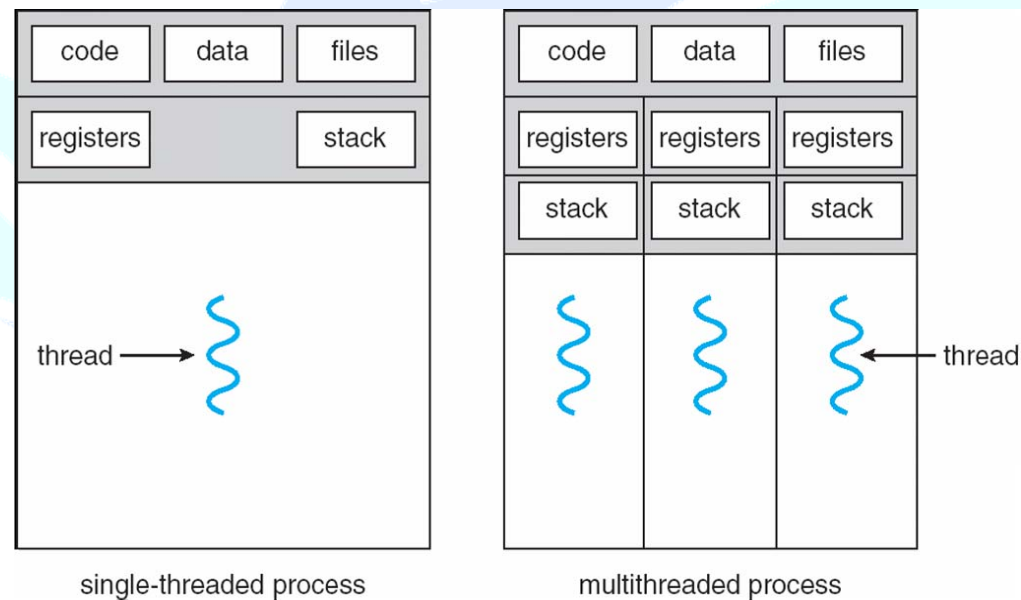 code data files code data files
registers stack registers registers registers
stack stack stack
thread thread
single-threaded process multithreaded process